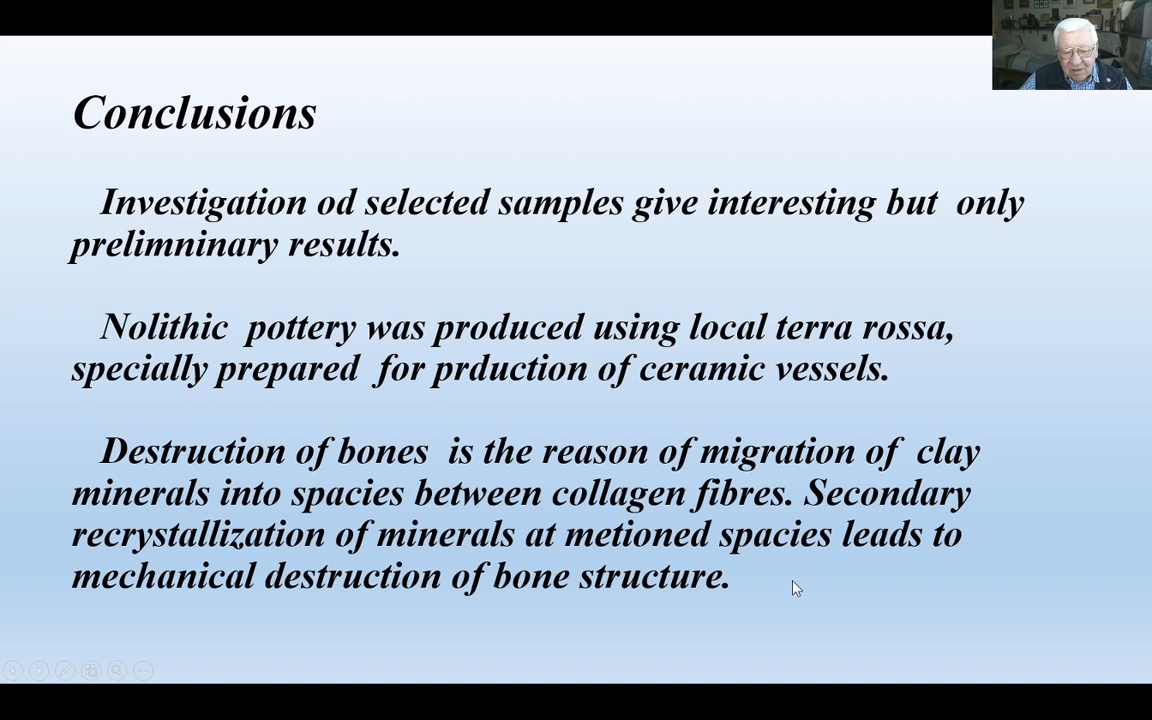 Conclusions
Investigation od selected samples give interesting but only
prelimninary results.
Nolithic pottery was produced using local terra rossa,
specially prepared for prduction of ceramic vessels.
Destruction of bones is the reason of migration of clay
minerals into spacies between collagen fibres. Secondary
recrystallization of minerals at metioned spacies leads to
mechanical destruction of bone structure.